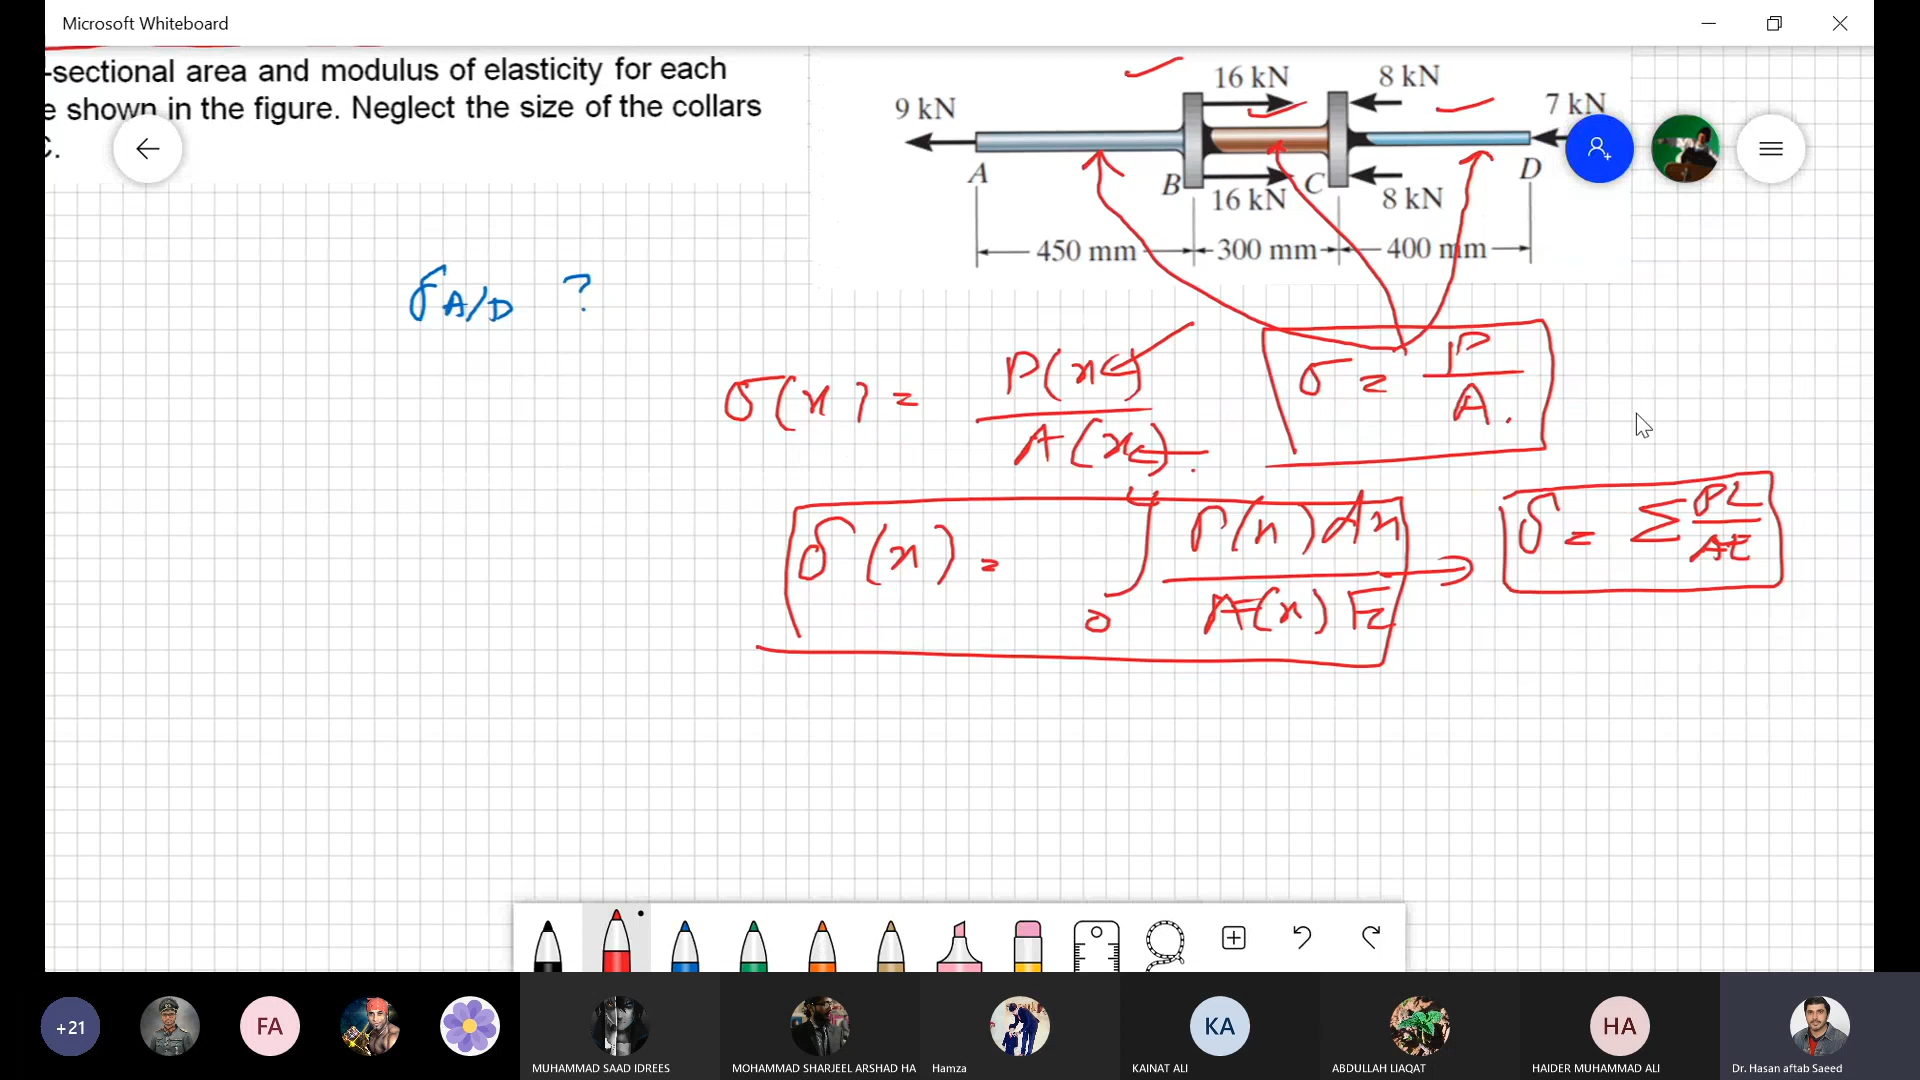 Microsoft Whiteboard
-sectional area and modulus of elasticity for each
e shown in the figure. Neglect the size of the collars
C.
16 kN
8 kN
9 kN
7 kN
A
B
C
D
16 kN
8 kN
450 mm
300 mm
400 mm
δA/D ?
σ(x) = P(x) / A(x)
σ = P / A.
δ(x) = ∫ P(x) dx / A(x) E
0
δ = Σ PL / AE
+21
FA
KA
HA
MUHAMMAD SAAD IDREES
MOHAMMAD SHARJEEL ARSHAD HA
Hamza
KAINAT ALI
ABDULLAH LIAQAT
HAIDER MUHAMMAD ALI
Dr. Hasan aftab Saeed